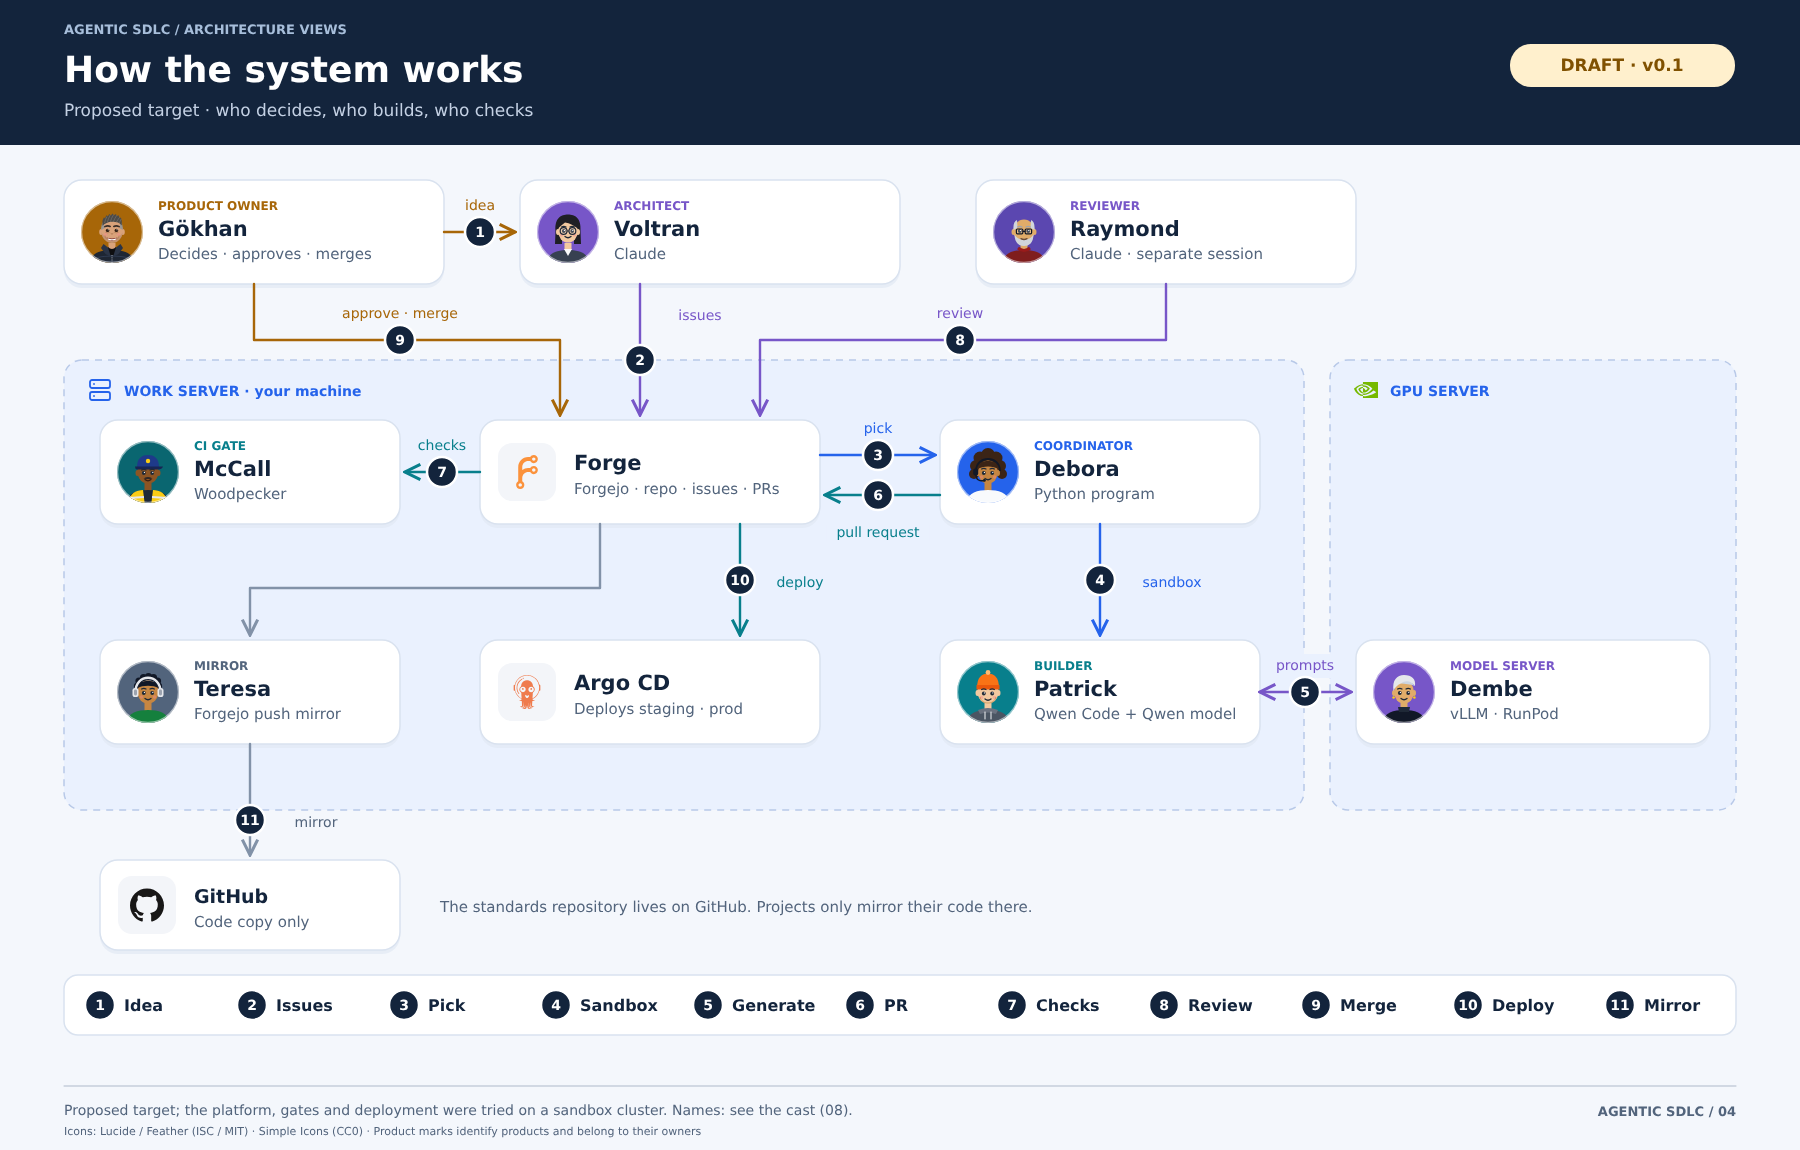 AGENTIC SDLC / ARCHITECTURE VIEWS
How the system works
Proposed target · who decides, who builds, who checks
DRAFT · v0.1
PRODUCT OWNER
Gökhan
Decides · approves · merges
idea
1
ARCHITECT
Voltran
Claude
REVIEWER
Raymond
Claude · separate session
approve · merge
9
issues
2
review
8
WORK SERVER · your machine
GPU SERVER
CI GATE
McCall
Woodpecker
checks
7
Forge
Forgejo · repo · issues · PRs
pick
3
6
pull request
COORDINATOR
Debora
Python program
10
deploy
4
sandbox
MIRROR
Teresa
Forgejo push mirror
Argo CD
Deploys staging · prod
BUILDER
Patrick
Qwen Code + Qwen model
prompts
5
MODEL SERVER
Dembe
vLLM · RunPod
11
mirror
GitHub
Code copy only
The standards repository lives on GitHub. Projects only mirror their code there.
1 Idea 2 Issues 3 Pick 4 Sandbox 5 Generate 6 PR 7 Checks 8 Review 9 Merge 10 Deploy 11 Mirror
Proposed target; the platform, gates and deployment were tried on a sandbox cluster. Names: see the cast (08).
AGENTIC SDLC / 04
Icons: Lucide / Feather (ISC / MIT) · Simple Icons (CC0) · Product marks identify products and belong to their owners